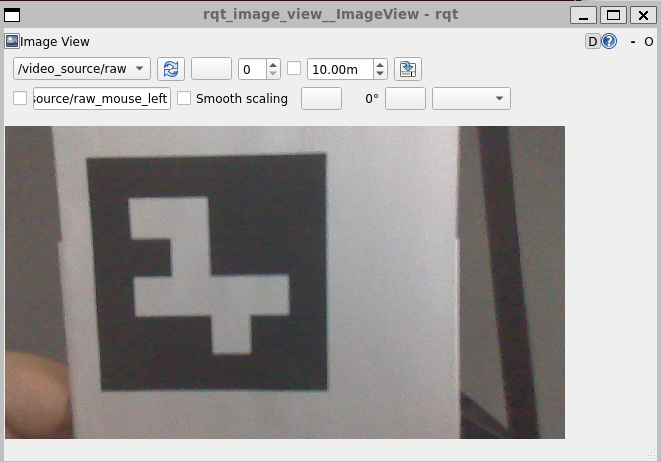 rqt_image_view__ImageView - rqt
Image View
D
- O
/video_source/raw
0
10.00m
source/raw_mouse_left
Smooth scaling
0°